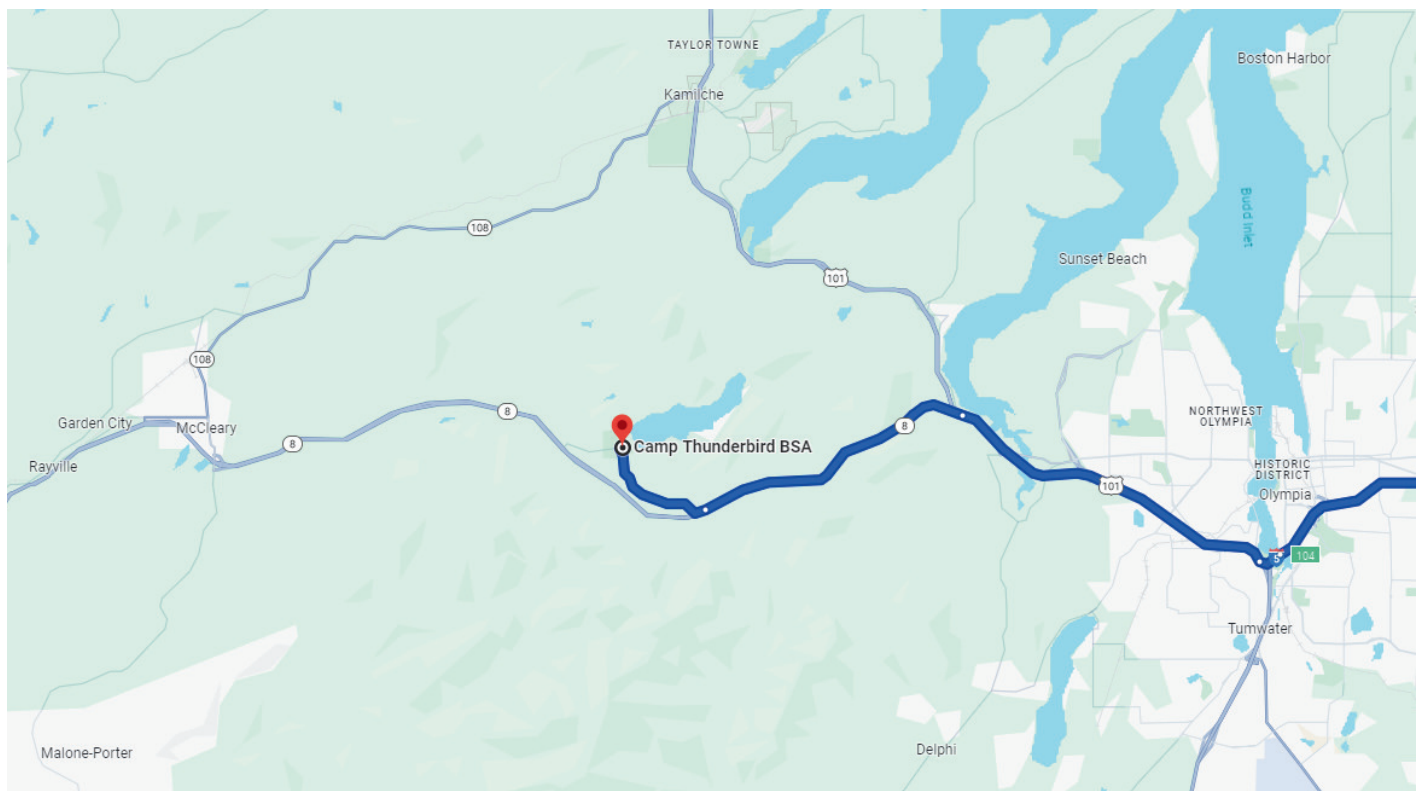 TAYLOR TOWNE
Boston Harbor
Kamilche
Budd Inlet
108
Sunset Beach
101
108
8
8
Garden City
McCleary
8
Camp Thunderbird BSA
NORTHWEST
OLYMPIA
Rayville
HISTORIC
DISTRICT
101
Olympia
5
104
Tumwater
Malone-Porter
Delphi